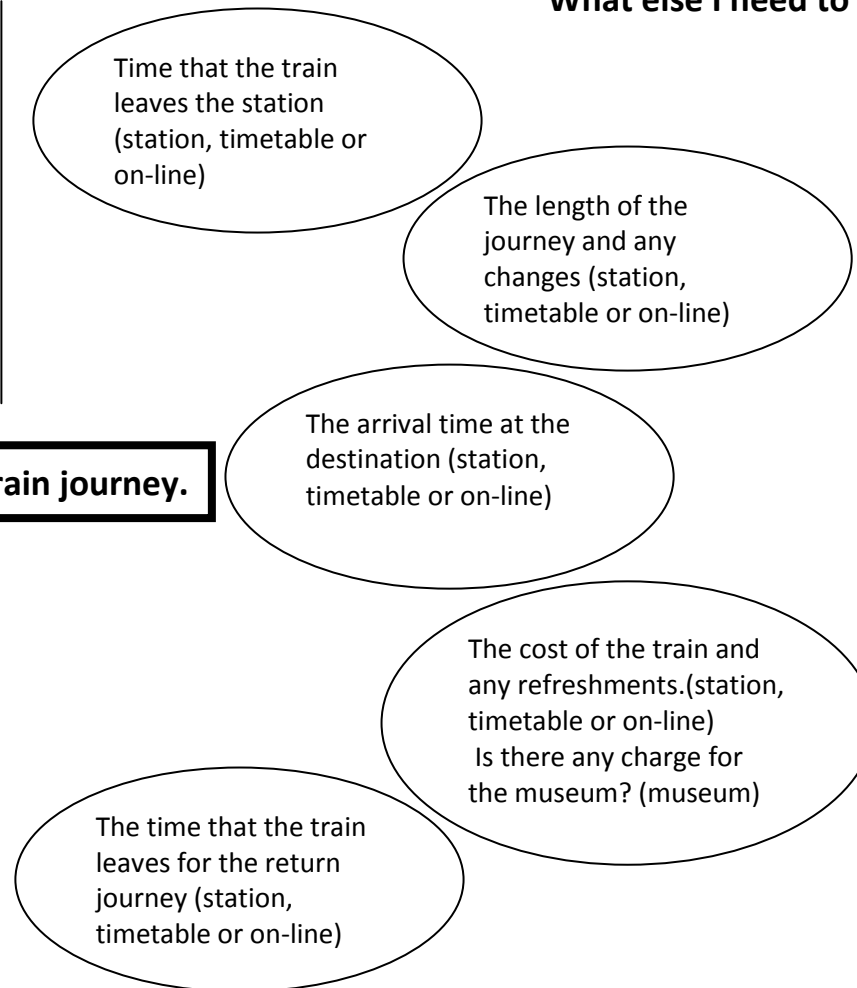 What else I need to
Time that the train
leaves the station
(station, timetable or
on-line)
The length of the
journey and any
changes (station,
timetable or on-line)
The arrival time at the
destination (station,
timetable or on-line)
rain journey.
The cost of the train and
any refreshments.(station,
timetable or on-line)
Is there any charge for
the museum? (museum)
The time that the train
leaves for the return
journey (station,
timetable or on-line)